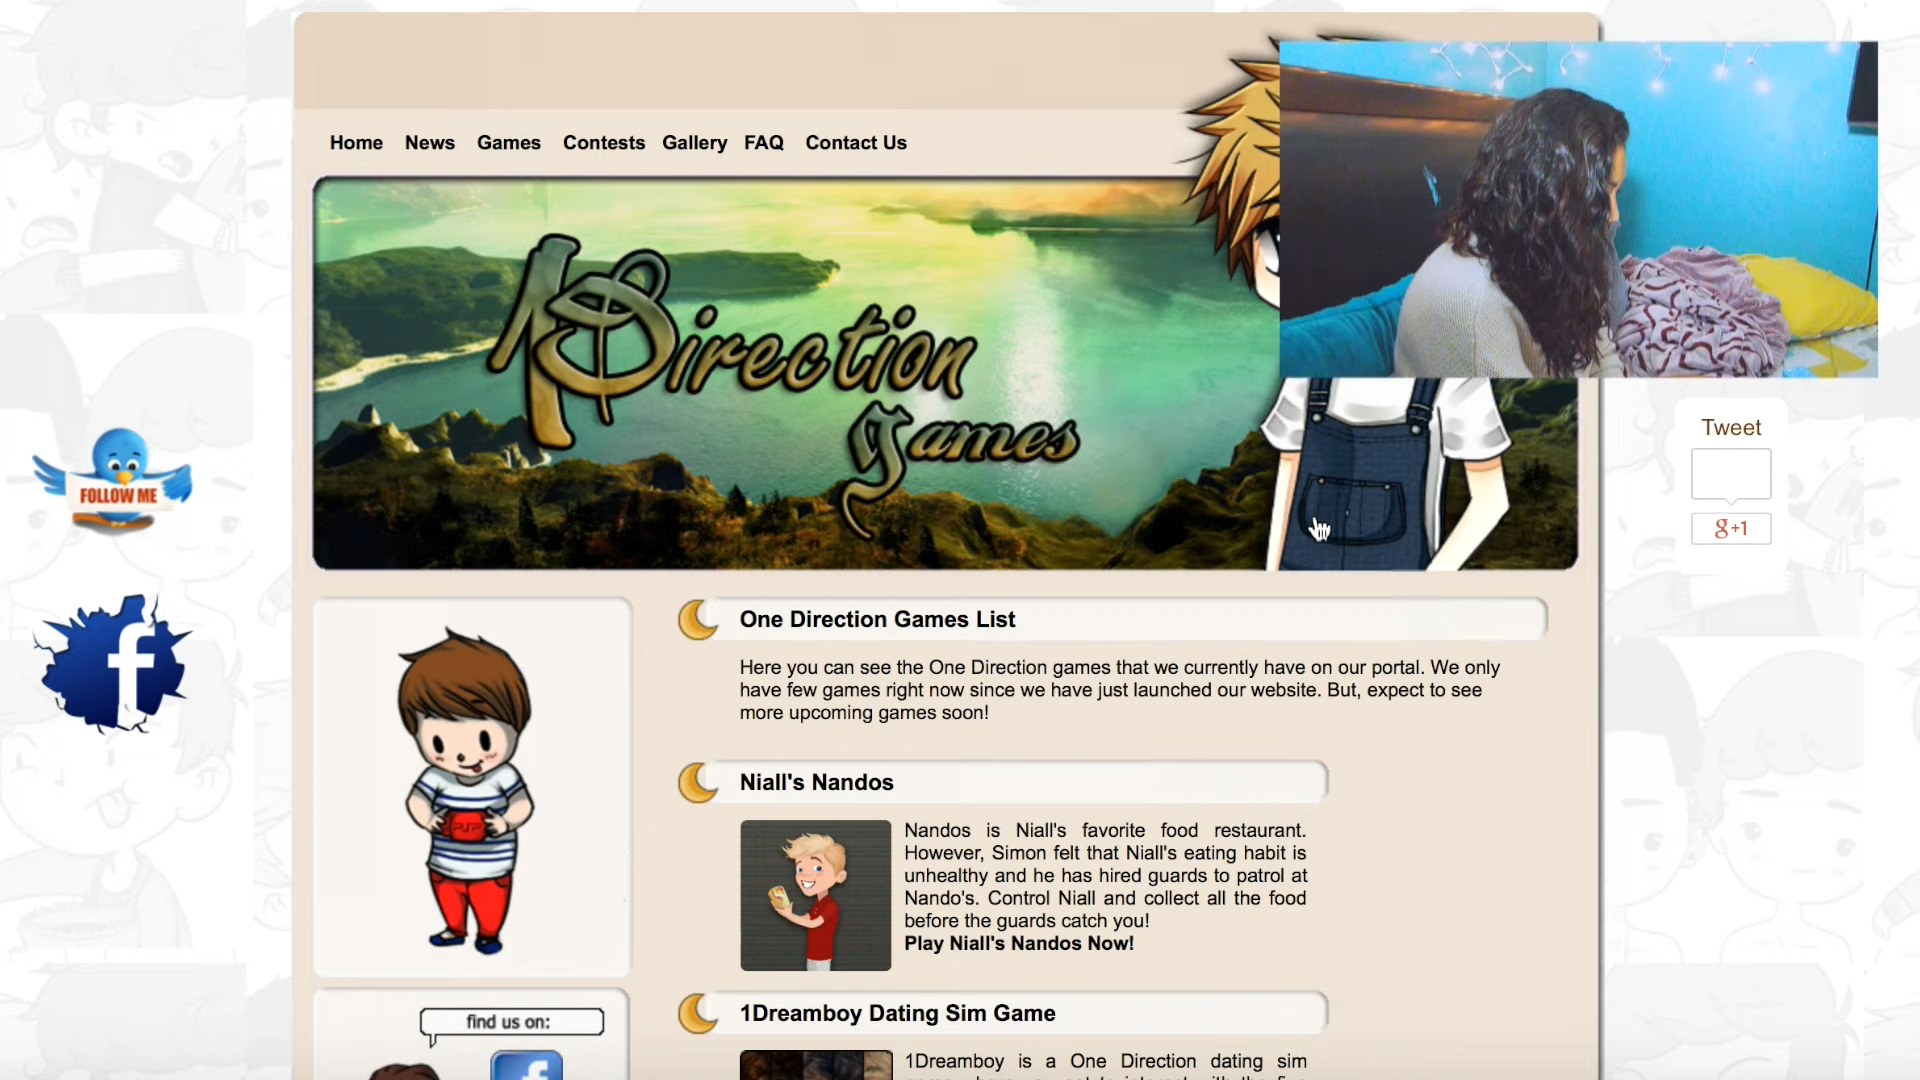 Home News Games Contests Gallery FAQ Contact Us
1Direction
games
Tweet
g+1
FOLLOW ME
f
One Direction Games List
Here you can see the One Direction games that we currently have on our portal. We only
have few games right now since we have just launched our website. But, expect to see
more upcoming games soon!
PSP
Niall's Nandos
Nandos is Niall's favorite food restaurant.
However, Simon felt that Niall's eating habit is
unhealthy and he has hired guards to patrol at
Nando's. Control Niall and collect all the food
before the guards catch you!
Play Niall's Nandos Now!
find us on:
f
1Dreamboy Dating Sim Game
1Dreamboy is a One Direction dating sim